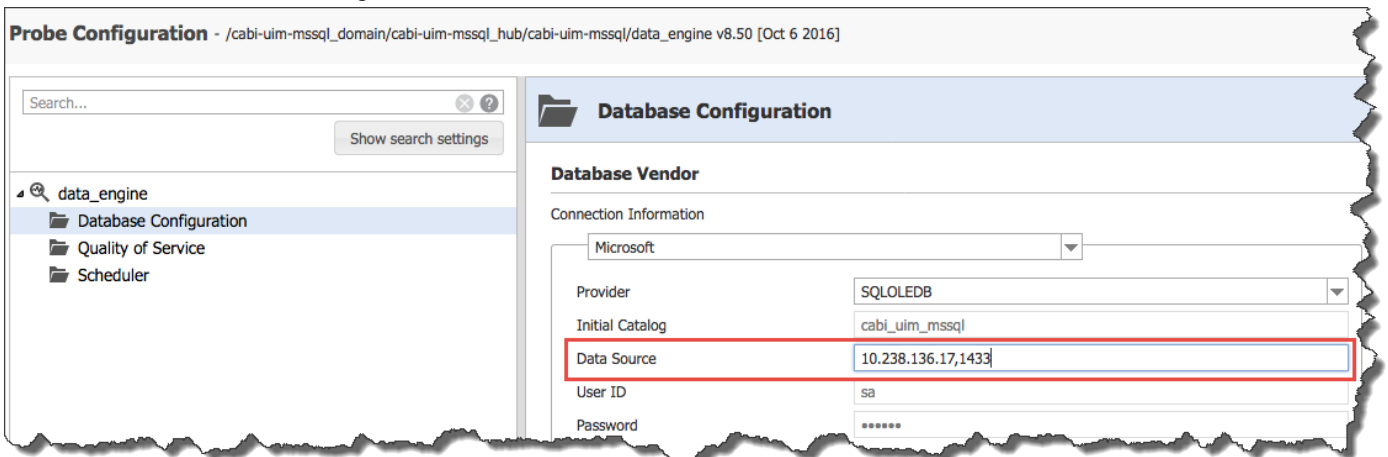 Probe Configuration - /cabi-uim-mssql_domain/cabi-uim-mssql_hub/cabi-uim-mssql/data_engine v8.50 [Oct 6 2016]
Search...
Show search settings
data_engine
Database Configuration
Quality of Service
Scheduler
Database Configuration
Database Vendor
Connection Information
Microsoft
Provider SQLOLEDB
Initial Catalog cabi_uim_mssql
Data Source 10.238.136.17,1433
User ID sa
Password ••••••